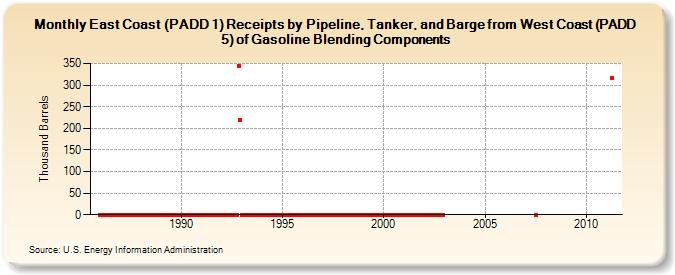 Monthly East Coast (PADD 1) Receipts by Pipeline, Tanker, and Barge from West Coast (PADD
5) of Gasoline Blending Components
Thousand Barrels
350
300
250
200
150
100
50
0
1990 1995 2000 2005 2010
Source: U.S. Energy Information Administration